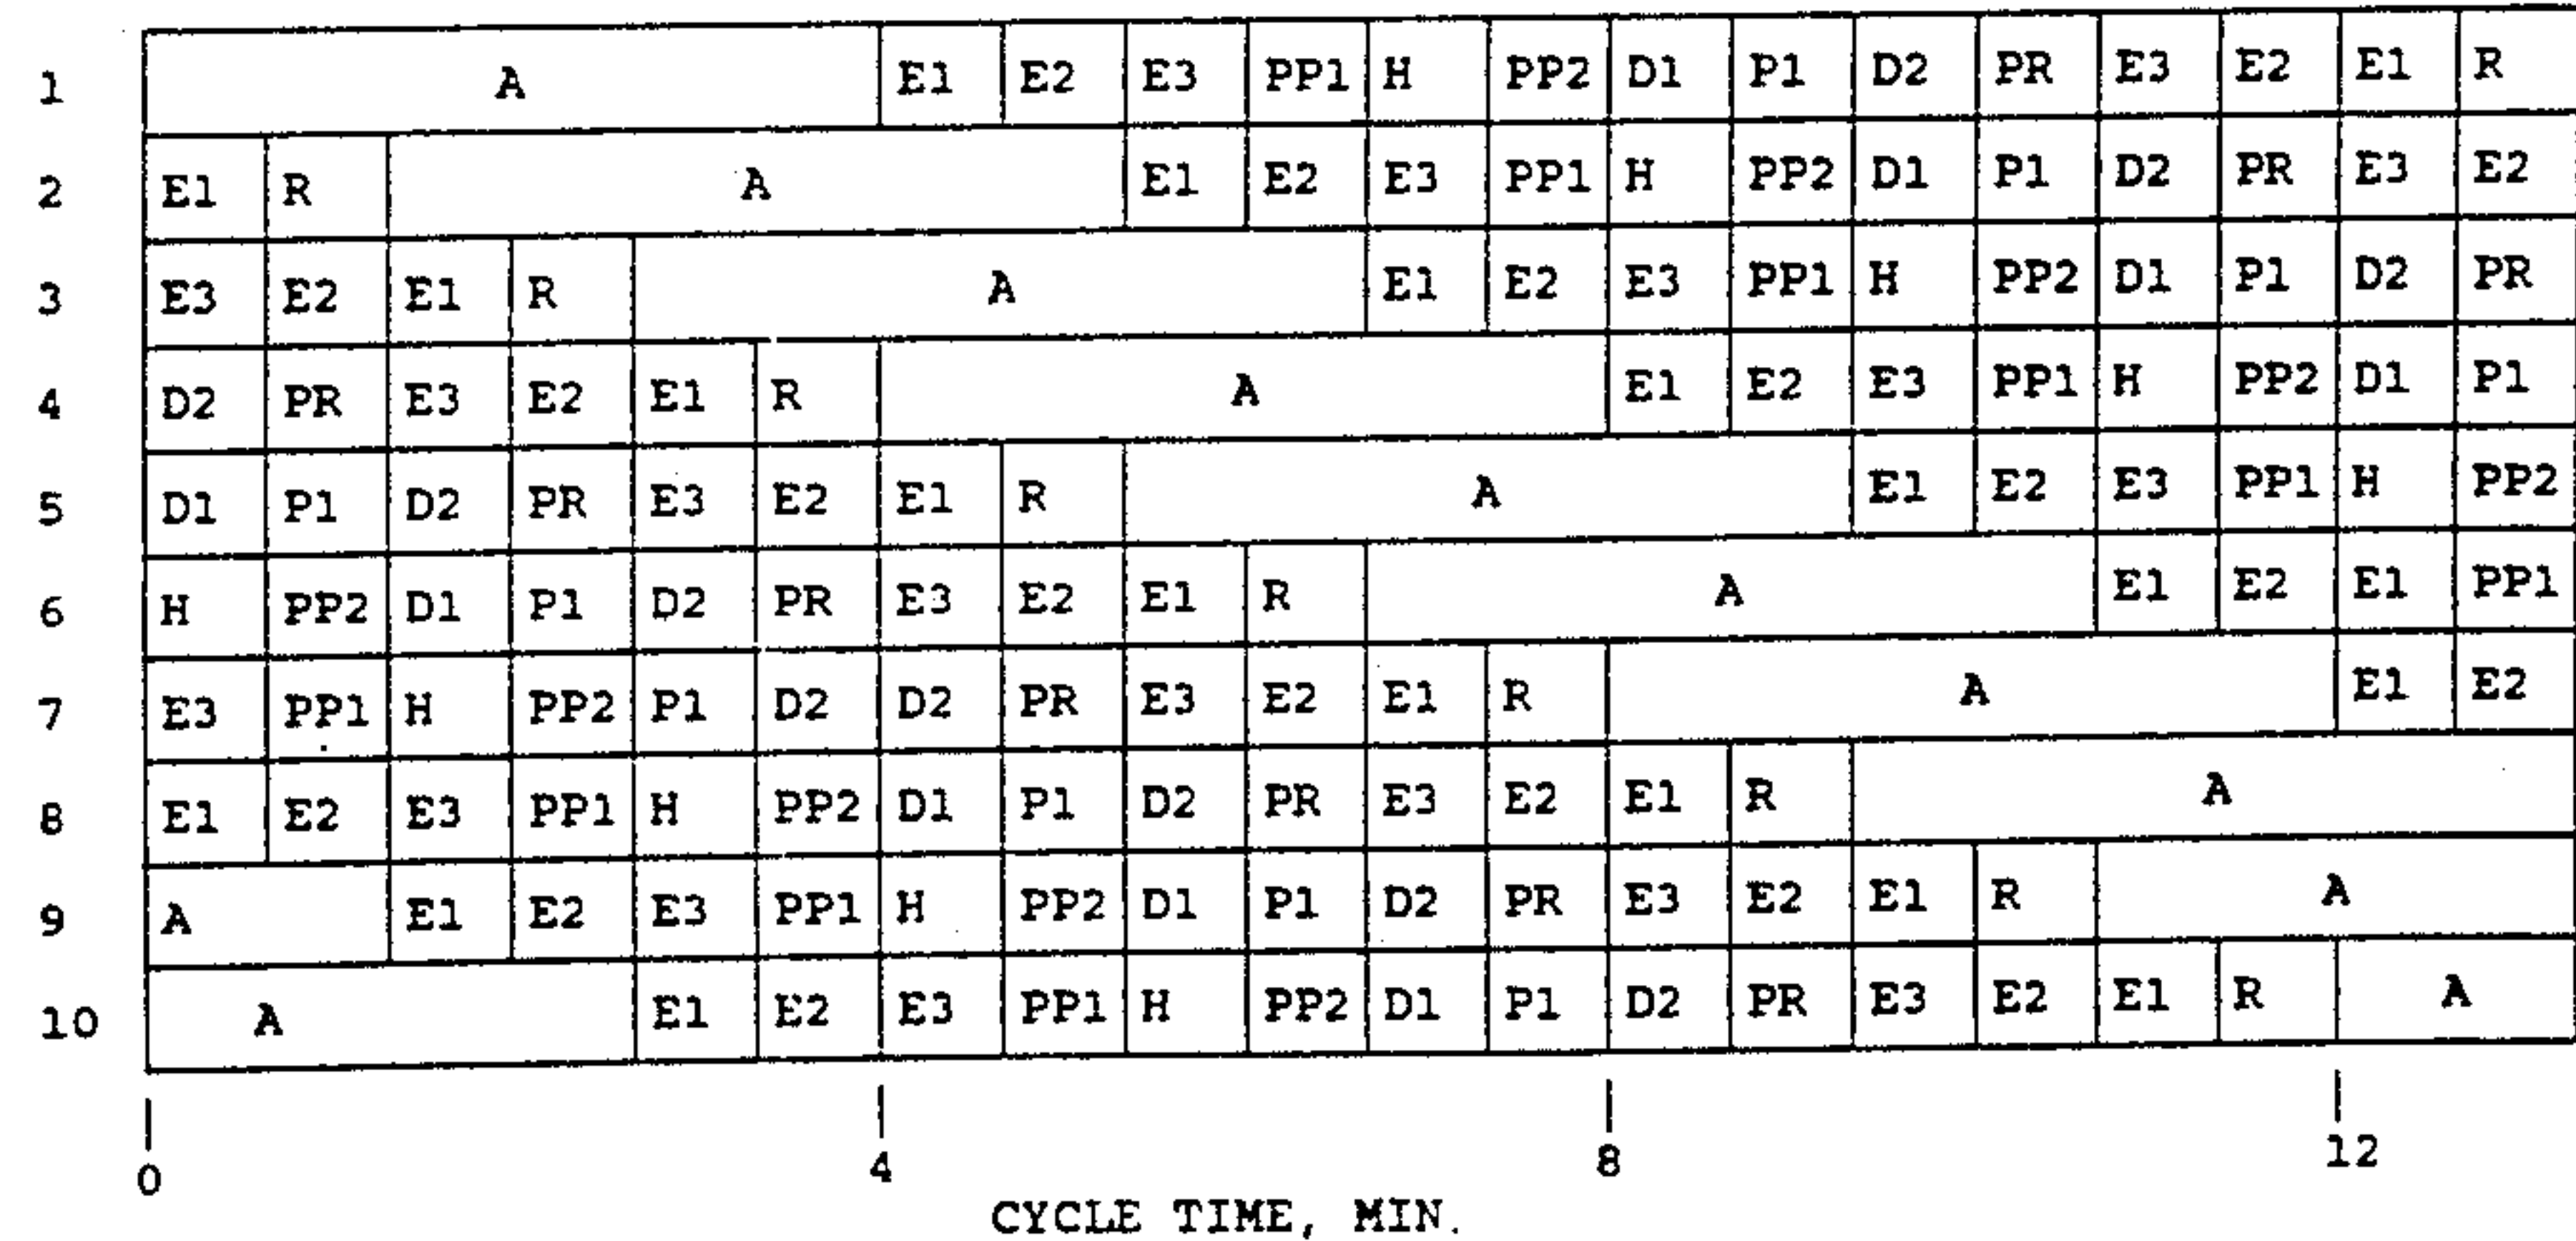 1 A E1 E2 E3 PP1 H PP2 D1 P1 D2 PR E3 E2 E1 R
2 E1 R A E1 E2 E3 PP1 H PP2 D1 P1 D2 PR E3 E2
3 E3 E2 E1 R A E1 E2 E3 PP1 H PP2 D1 P1 D2 PR
4 D2 PR E3 E2 E1 R A E1 E2 E3 PP1 H PP2 D1 P1
5 D1 P1 D2 PR E3 E2 E1 R A E1 E2 E3 PP1 H PP2
6 H PP2 D1 P1 D2 PR E3 E2 E1 R A E1 E2 E1 PP1
7 E3 PP1 H PP2 P1 D2 D2 PR E3 E2 E1 R A E1 E2
8 E1 E2 E3 PP1 H PP2 D1 P1 D2 PR E3 E2 E1 R A
9 A E1 E2 E3 PP1 H PP2 D1 P1 D2 PR E3 E2 E1 R A
10 A E1 E2 E3 PP1 H PP2 D1 P1 D2 PR E3 E2 E1 R A
0 4 8 12
CYCLE TIME, MIN.